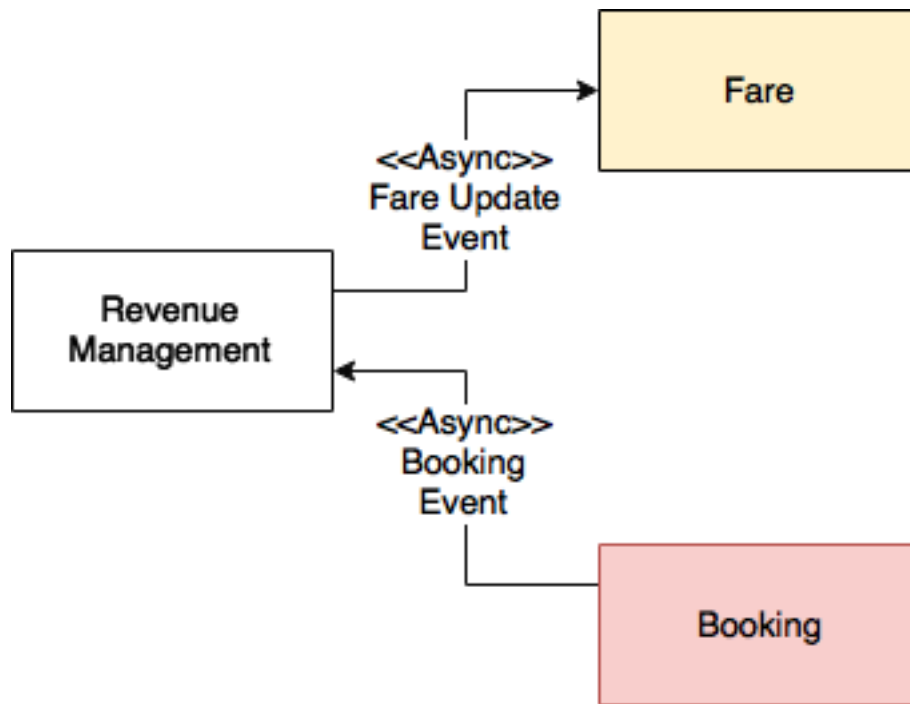 Fare
<<Async>>
Fare Update
Event
Revenue
Management
<<Async>>
Booking
Event
Booking